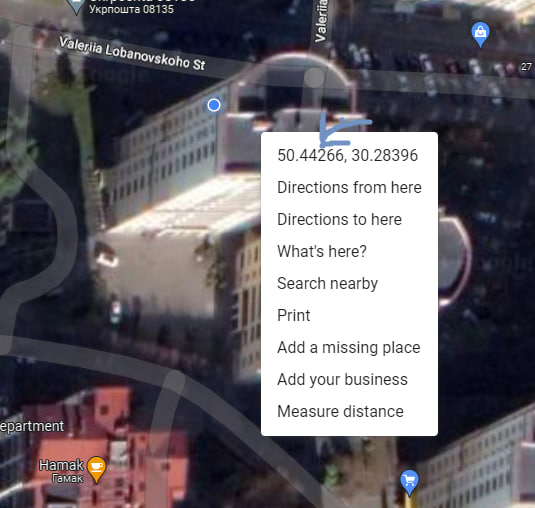 Укрпошта 08135
Valeriia
Valeriia Lobanovskoho St
27
50.44266, 30.28396
Directions from here
Directions to here
What's here?
Search nearby
Print
Add a missing place
Add your business
Measure distance
epartment
Hamak
Гамак